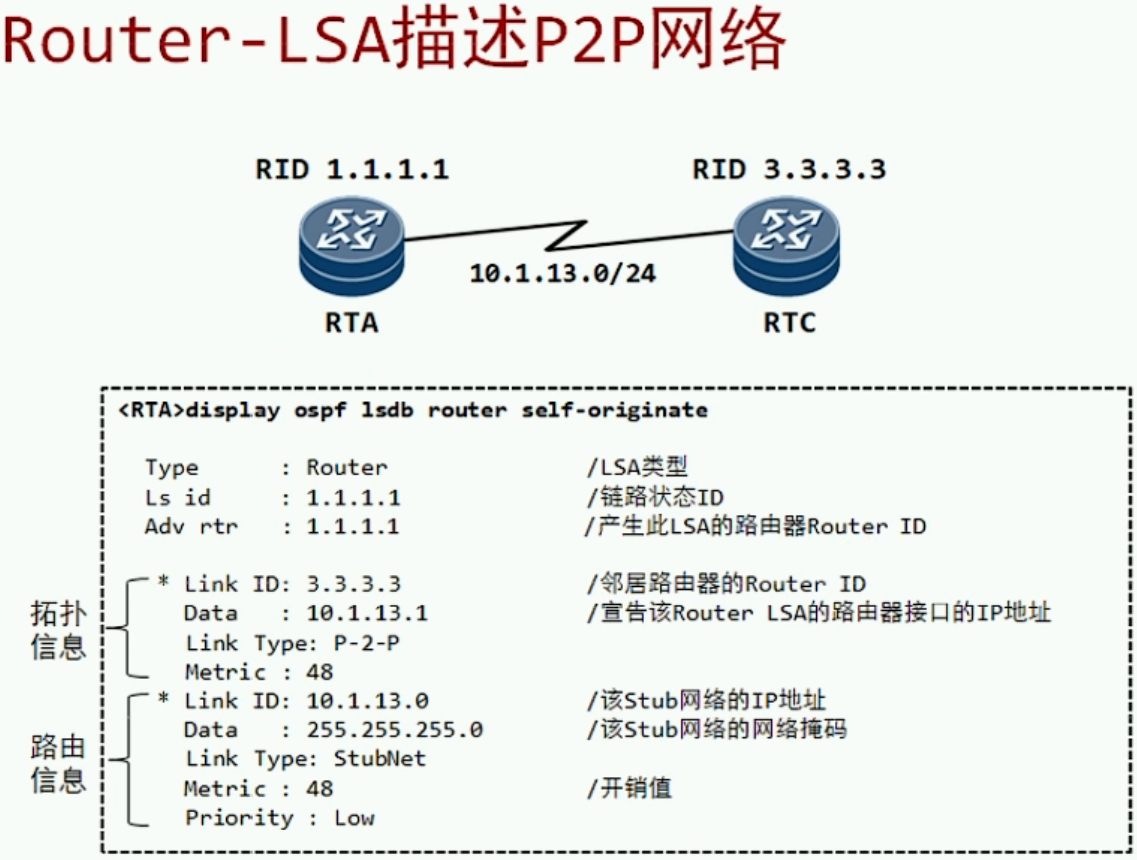 Router-LSA描述P2P网络
RID 1.1.1.1
RID 3.3.3.3
10.1.13.0/24
RTA
RTC
<RTA>display ospf lsdb router self-originate
Type : Router /LSA类型
Ls id : 1.1.1.1 /链路状态ID
Adv rtr : 1.1.1.1 /产生此LSA的路由器Router ID
拓扑
信息
* Link ID: 3.3.3.3 /邻居路由器的Router ID
Data : 10.1.13.1 /宣告该Router LSA的路由器接口的IP地址
Link Type: P-2-P
Metric : 48
路由
信息
* Link ID: 10.1.13.0 /该Stub网络的IP地址
Data : 255.255.255.0 /该Stub网络的网络掩码
Link Type: StubNet
Metric : 48 /开销值
Priority : Low